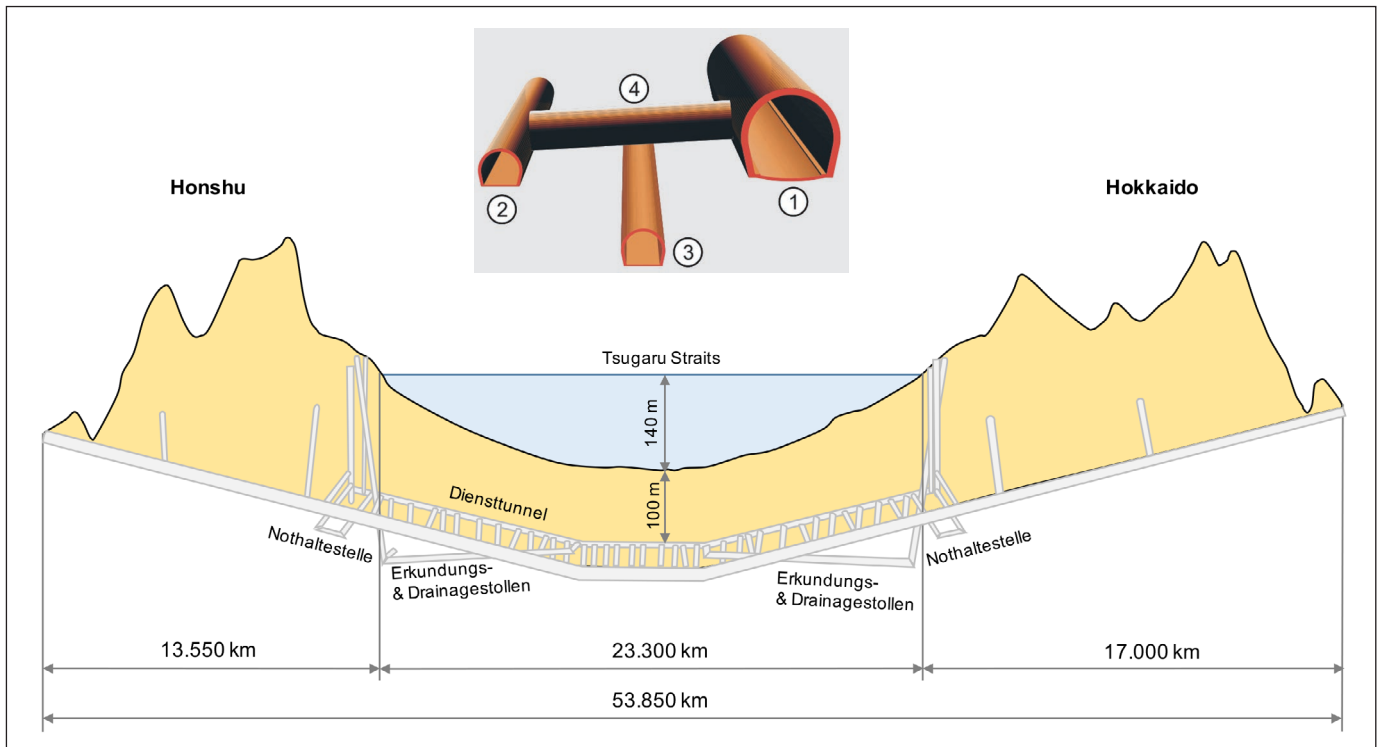 4
Honshu
2
1
Hokkaido
3
Tsugaru Straits
140 m
Diensttunnel
100 m
Nothaltestelle
Erkundungs-
& Drainagestollen
Erkundungs-
& Drainagestollen
Nothaltestelle
13.550 km
23.300 km
17.000 km
53.850 km